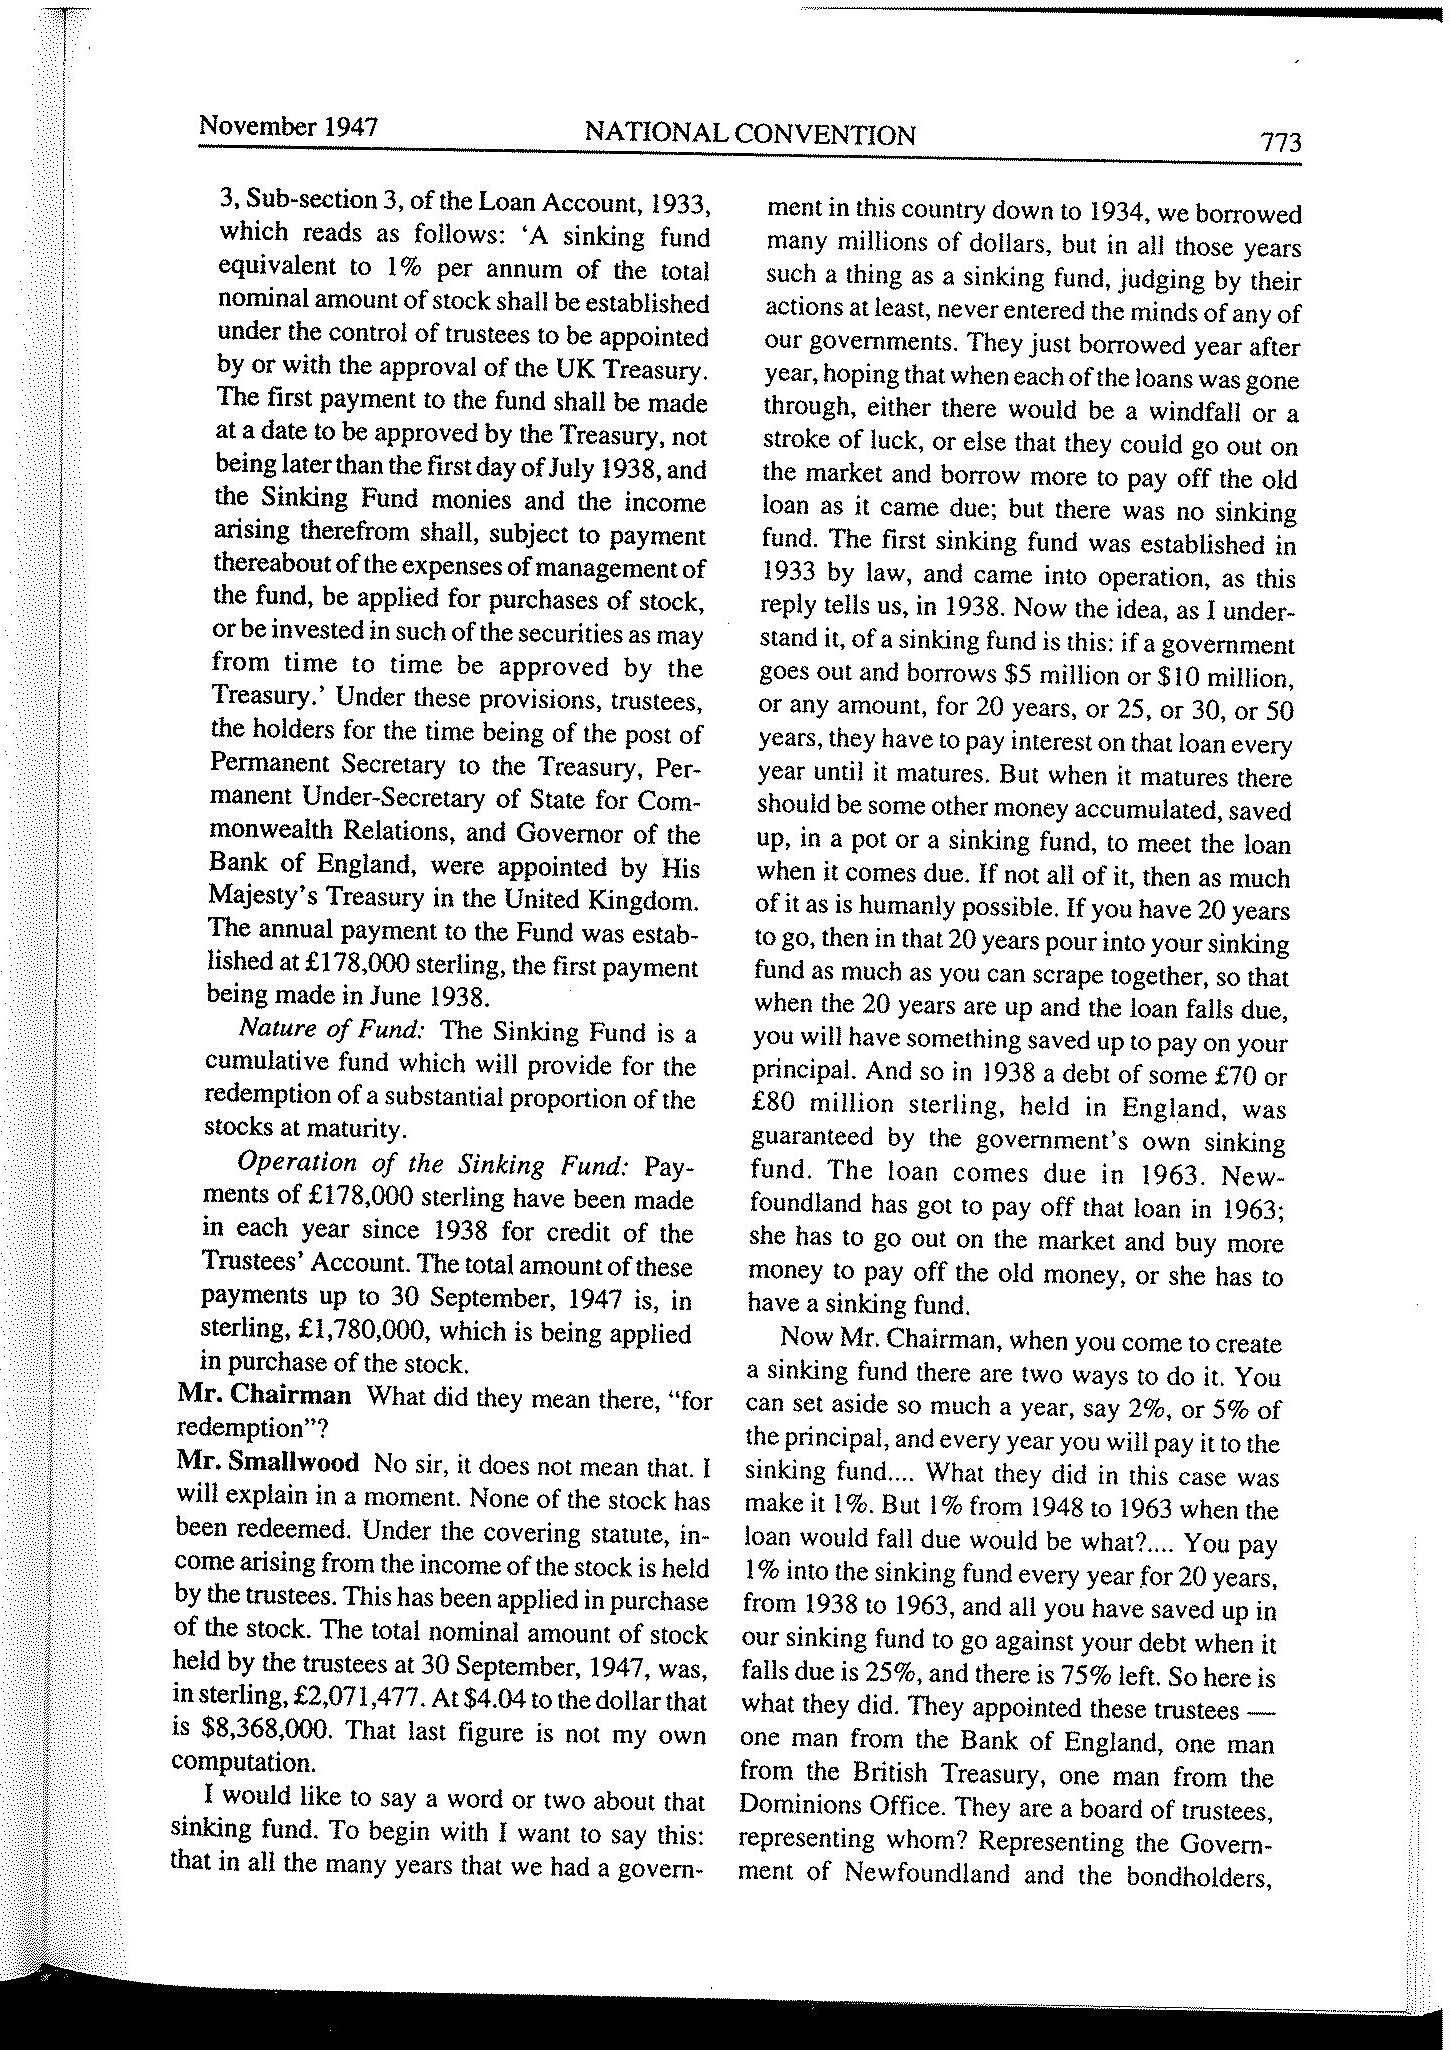 November 1947
NATIONAL CONVENTION
773
3, Sub-section 3, of the Loan Account, 1933,
which reads as follows: ‘A sinking fund
equivalent to 1% per annum of the total
nominal amount of stock shall be established
under the control of trustees to be appointed
by or with the approval of the UK Treasury.
The first payment to the fund shall be made
at a date to be approved by the Treasury, not
being later than the first day of July 1938, and
the Sinking Fund monies and the income
arising therefrom shall, subject to payment
thereabout of the expenses of management of
the fund, be applied for purchases of stock,
or be invested in such of the securities as may
from time to time be approved by the
Treasury.’ Under these provisions, trustees,
the holders for the time being of the post of
Permanent Secretary to the Treasury, Per-
manent Under-Secretary of State for Com-
monwealth Relations, and Governor of the
Bank of England, were appointed by His
Majesty’s Treasury in the United Kingdom.
The annual payment to the Fund was estab-
lished at £178,000 sterling, the first payment
being made in June 1938.
Nature of Fund: The Sinking Fund is a
cumulative fund which will provide for the
redemption of a substantial proportion of the
stocks at maturity.
Operation of the Sinking Fund: Pay-
ments of £178,000 sterling have been made
in each year since 1938 for credit of the
Trustees’ Account. The total amount of these
payments up to 30 September, 1947 is, in
sterling, £1,780,000, which is being applied
in purchase of the stock.
Mr. Chairman What did they mean there, “for
redemption”?
Mr. Smallwood No sir, it does not mean that. I
will explain in a moment. None of the stock has
been redeemed. Under the covering statute, in-
come arising from the income of the stock is held
by the trustees. This has been applied in purchase
of the stock. The total nominal amount of stock
held by the trustees at 30 September, 1947, was,
in sterling, £2,071,477. At $4.04 to the dollar that
is $8,368,000. That last figure is not my own
computation.
I would like to say a word or two about that
sinking fund. To begin with I want to say this:
that in all the many years that we had a govern-
ment in this country down to 1934, we borrowed
many millions of dollars, but in all those years
such a thing as a sinking fund, judging by their
actions at least, never entered the minds of any of
our governments. They just borrowed year after
year, hoping that when each of the loans was gone
through, either there would be a windfall or a
stroke of luck, or else that they could go out on
the market and borrow more to pay off the old
loan as it came due; but there was no sinking
fund. The first sinking fund was established in
1933 by law, and came into operation, as this
reply tells us, in 1938. Now the idea, as I under-
stand it, of a sinking fund is this: if a government
goes out and borrows $5 million or $10 million,
or any amount, for 20 years, or 25, or 30, or 50
years, they have to pay interest on that loan every
year until it matures. But when it matures there
should be some other money accumulated, saved
up, in a pot or a sinking fund, to meet the loan
when it comes due. If not all of it, then as much
of it as is humanly possible. If you have 20 years
to go, then in that 20 years pour into your sinking
fund as much as you can scrape together, so that
when the 20 years are up and the loan falls due,
you will have something saved up to pay on your
principal. And so in 1938 a debt of some £70 or
£80 million sterling, held in England, was
guaranteed by the government’s own sinking
fund. The loan comes due in 1963. New-
foundland has got to pay off that loan in 1963;
she has to go out on the market and buy more
money to pay off the old money, or she has to
have a sinking fund.
Now Mr. Chairman, when you come to create
a sinking fund there are two ways to do it. You
can set aside so much a year, say 2%, or 5% of
the principal, and every year you will pay it to the
sinking fund.... What they did in this case was
make it 1%. But 1% from 1948 to 1963 when the
loan would fall due would be what?.... You pay
1% into the sinking fund every year for 20 years,
from 1938 to 1963, and all you have saved up in
our sinking fund to go against your debt when it
falls due is 25%, and there is 75% left. So here is
what they did. They appointed these trustees —
one man from the Bank of England, one man
from the British Treasury, one man from the
Dominions Office. They are a board of trustees,
representing whom? Representing the Govern-
ment of Newfoundland and the bondholders,